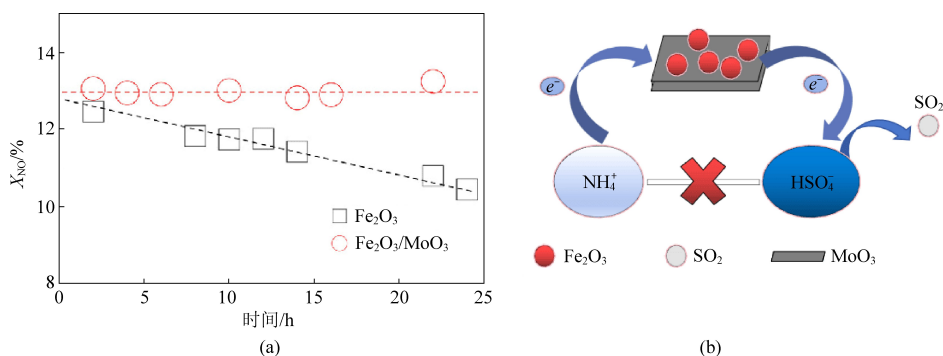 14
12
10
8
X_NO/%
0
5
10
15
20
25
时间/h
Fe₂O₃
Fe₂O₃/MoO₃
(a)
e⁻
e⁻
SO₂
NH₄⁺
HSO₄⁻
Fe₂O₃
SO₂
MoO₃
(b)